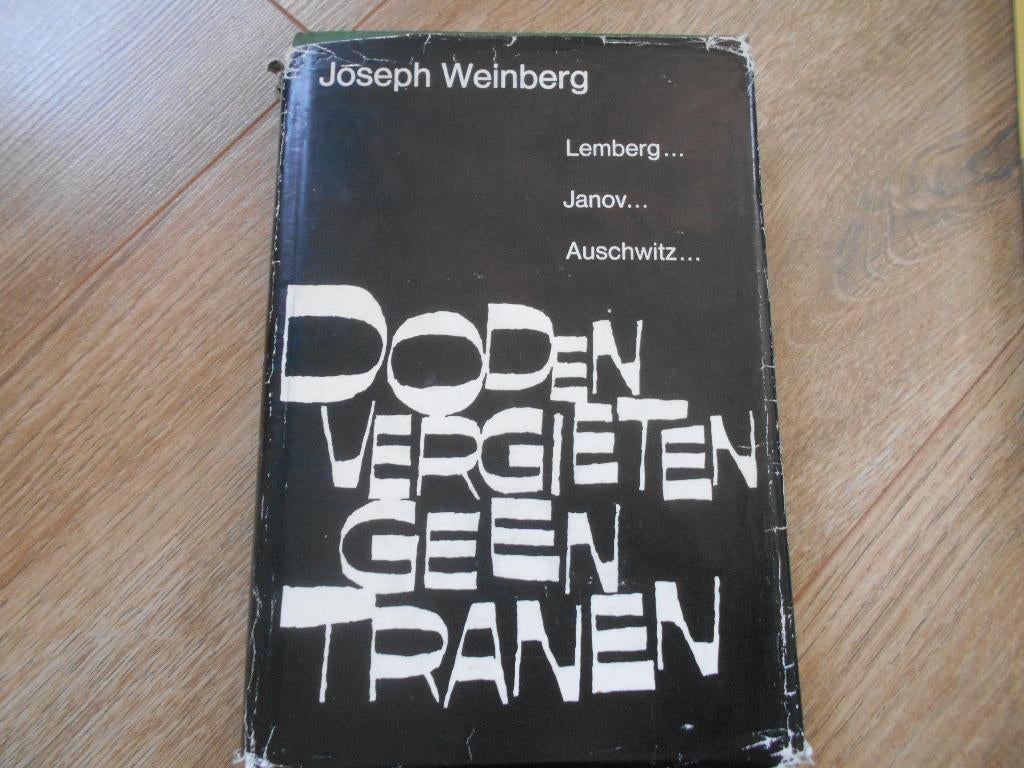 Joseph Weinberg
Lemberg...
Janov...
Auschwitz...
DODEN
VERGIETEN
GEEN
TRANEN